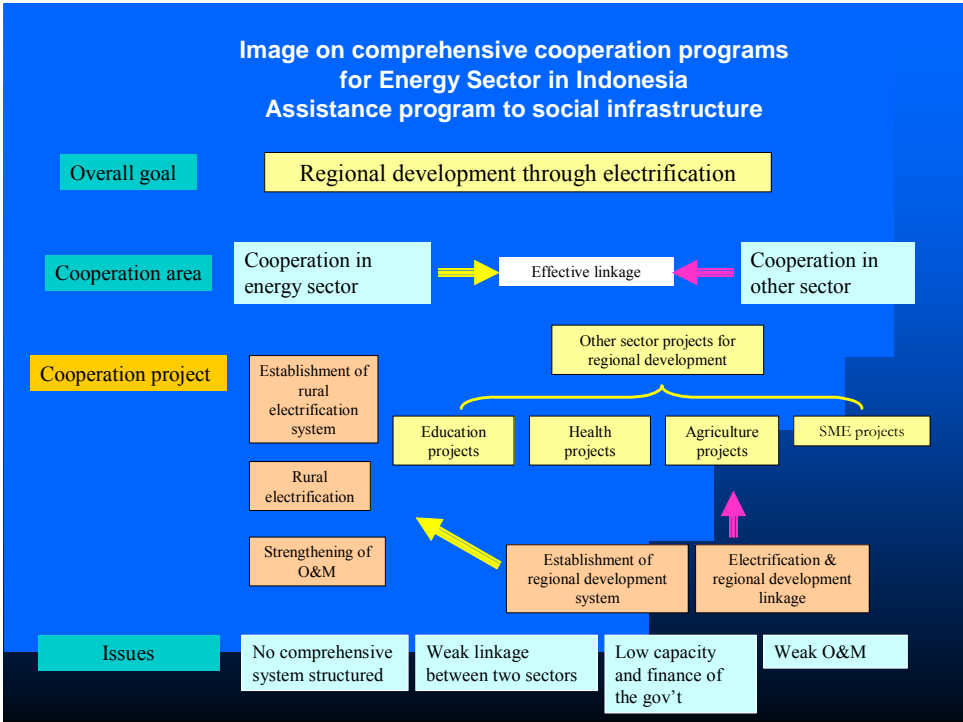 Image on comprehensive cooperation programs
for Energy Sector in Indonesia
Assistance program to social infrastructure
Overall goal
Regional development through electrification
Cooperation area
Cooperation in
energy sector
Effective linkage
Cooperation in
other sector
Cooperation project
Establishment of
rural
electrification
system
Other sector projects for
regional development
Education
projects
Health
projects
Agriculture
projects
SME projects
Rural
electrification
Strengthening of
O&M
Establishment of
regional development
system
Electrification &
regional development
linkage
Issues
No comprehensive
system structured
Weak linkage
between two sectors
Low capacity
and finance of
the gov't
Weak O&M